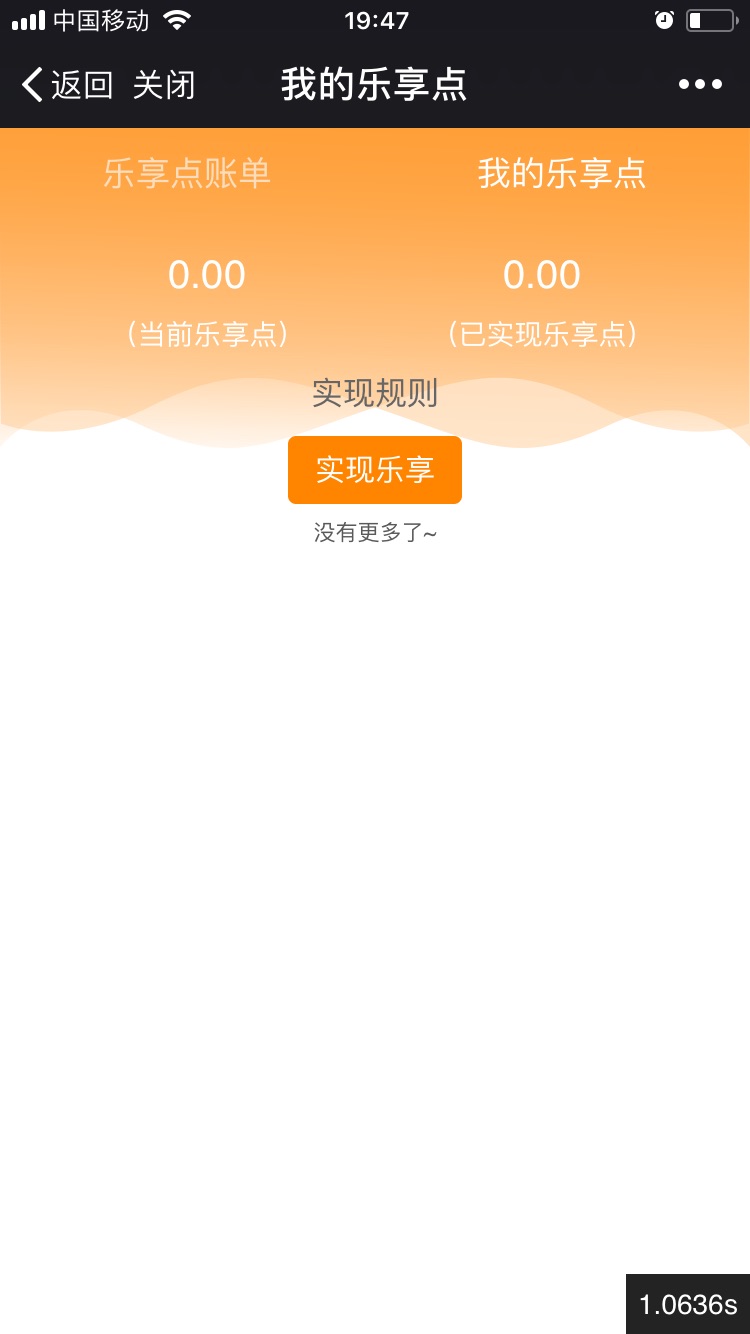 中国移动 19:47
返回 关闭 我的乐享点
乐享点账单 我的乐享点
0.00 0.00
(当前乐享点) (已实现乐享点)
实现规则
实现乐享
没有更多了~
1.0636s